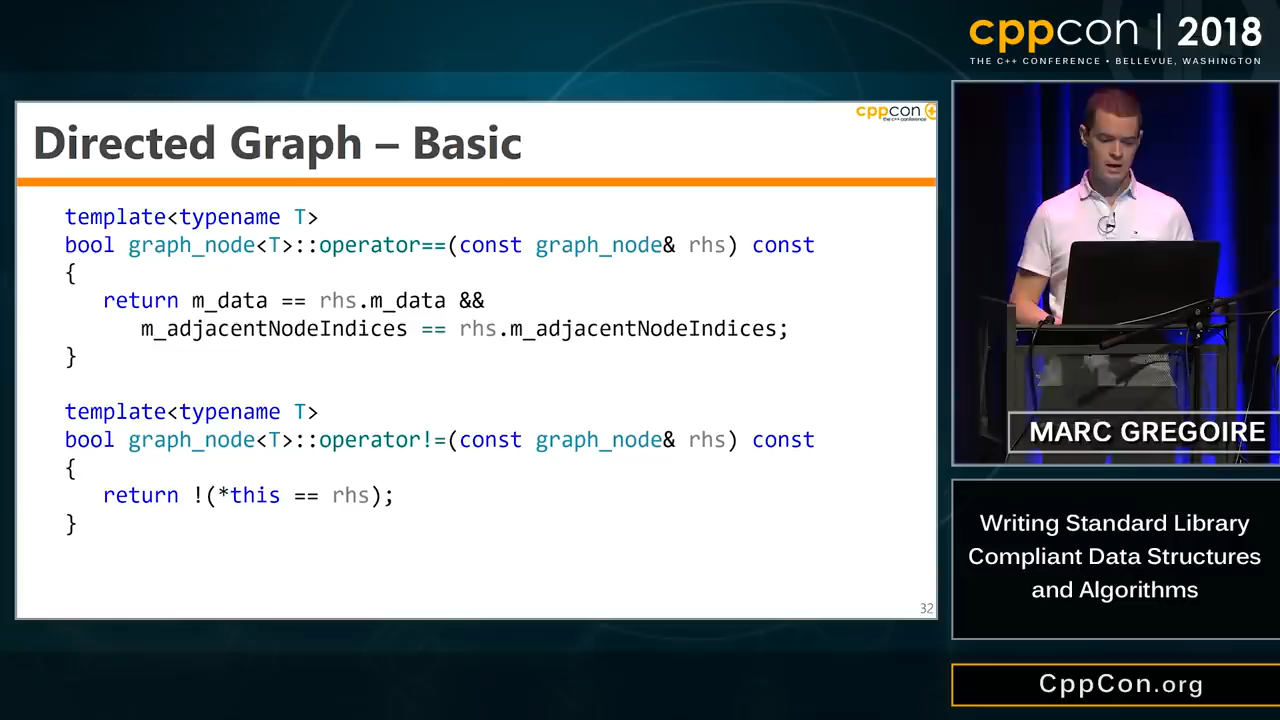 cppcon | 2018
THE C++ CONFERENCE • BELLEVUE, WASHINGTON
cppcon
the c++ conference
Directed Graph – Basic
template<typename T>
bool graph_node<T>::operator==(const graph_node& rhs) const
{
return m_data == rhs.m_data &&
m_adjacentNodeIndices == rhs.m_adjacentNodeIndices;
}
template<typename T>
bool graph_node<T>::operator!=(const graph_node& rhs) const
{
return !(*this == rhs);
}
32
MARC GREGOIRE
Writing Standard Library
Compliant Data Structures
and Algorithms
CppCon.org